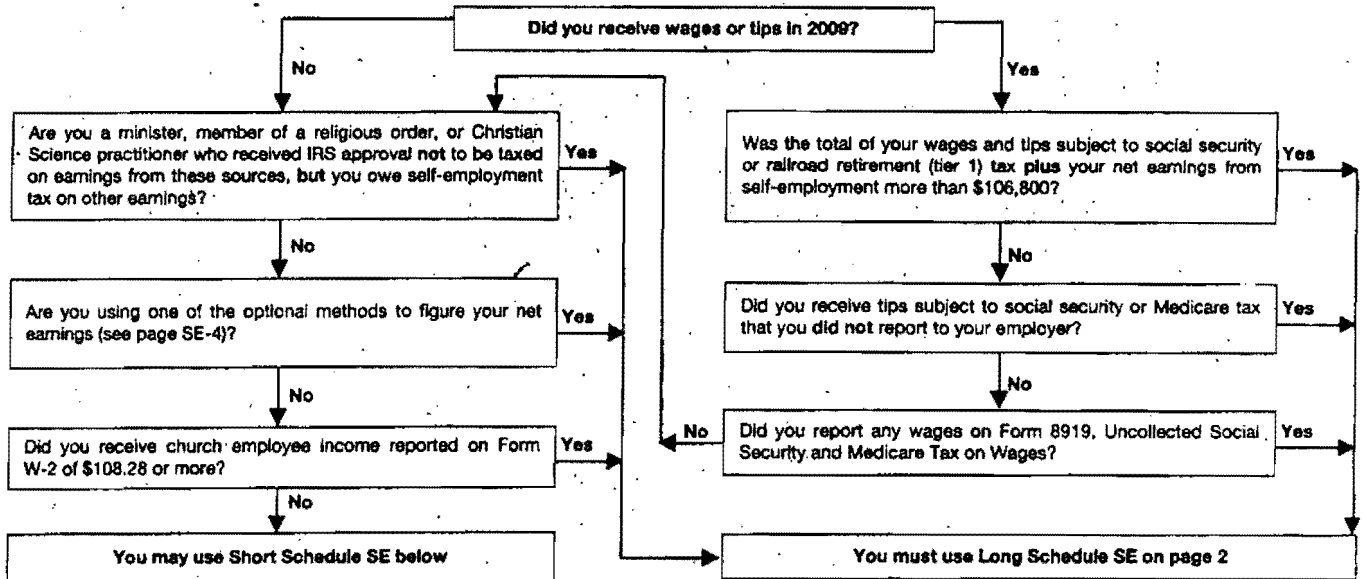 Did you receive wages or tips in 2009?
No
Yes
Are you a minister, member of a religious order, or Christian
Science practitioner who received IRS approval not to be taxed
on earnings from these sources, but you owe self-employment
tax on other earnings?
Yes
Was the total of your wages and tips subject to social security
or railroad retirement (tier 1) tax plus your net earnings from
self-employment more than $106,800?
Yes
No
No
Are you using one of the optional methods to figure your net
earnings (see page SE-4)?
Yes
Did you receive tips subject to social security or Medicare tax
that you did not report to your employer?
Yes
No
No
Did you receive church employee income reported on Form
W-2 of $108.28 or more?
Yes
No
Did you report any wages on Form 8919, Uncollected Social
Security and Medicare Tax on Wages?
Yes
No
You may use Short Schedule SE below
You must use Long Schedule SE on page 2